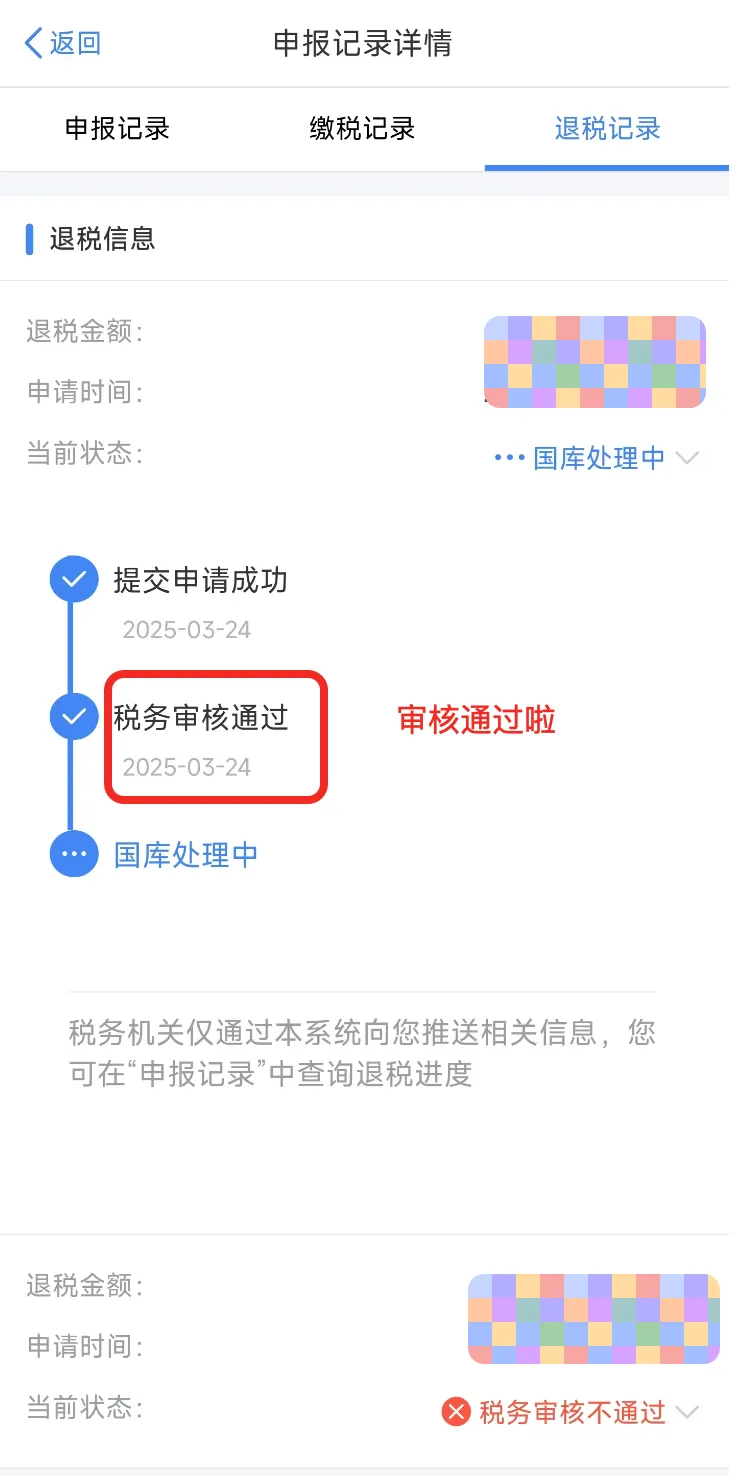 返回
申报记录详情
申报记录 缴税记录 退税记录
退税信息
退税金额：
申请时间：
当前状态： 国库处理中
提交申请成功
2025-03-24
税务审核通过 审核通过啦
2025-03-24
国库处理中
税务机关仅通过本系统向您推送相关信息，您
可在“申报记录”中查询退税进度
退税金额：
申请时间：
当前状态： 税务审核不通过